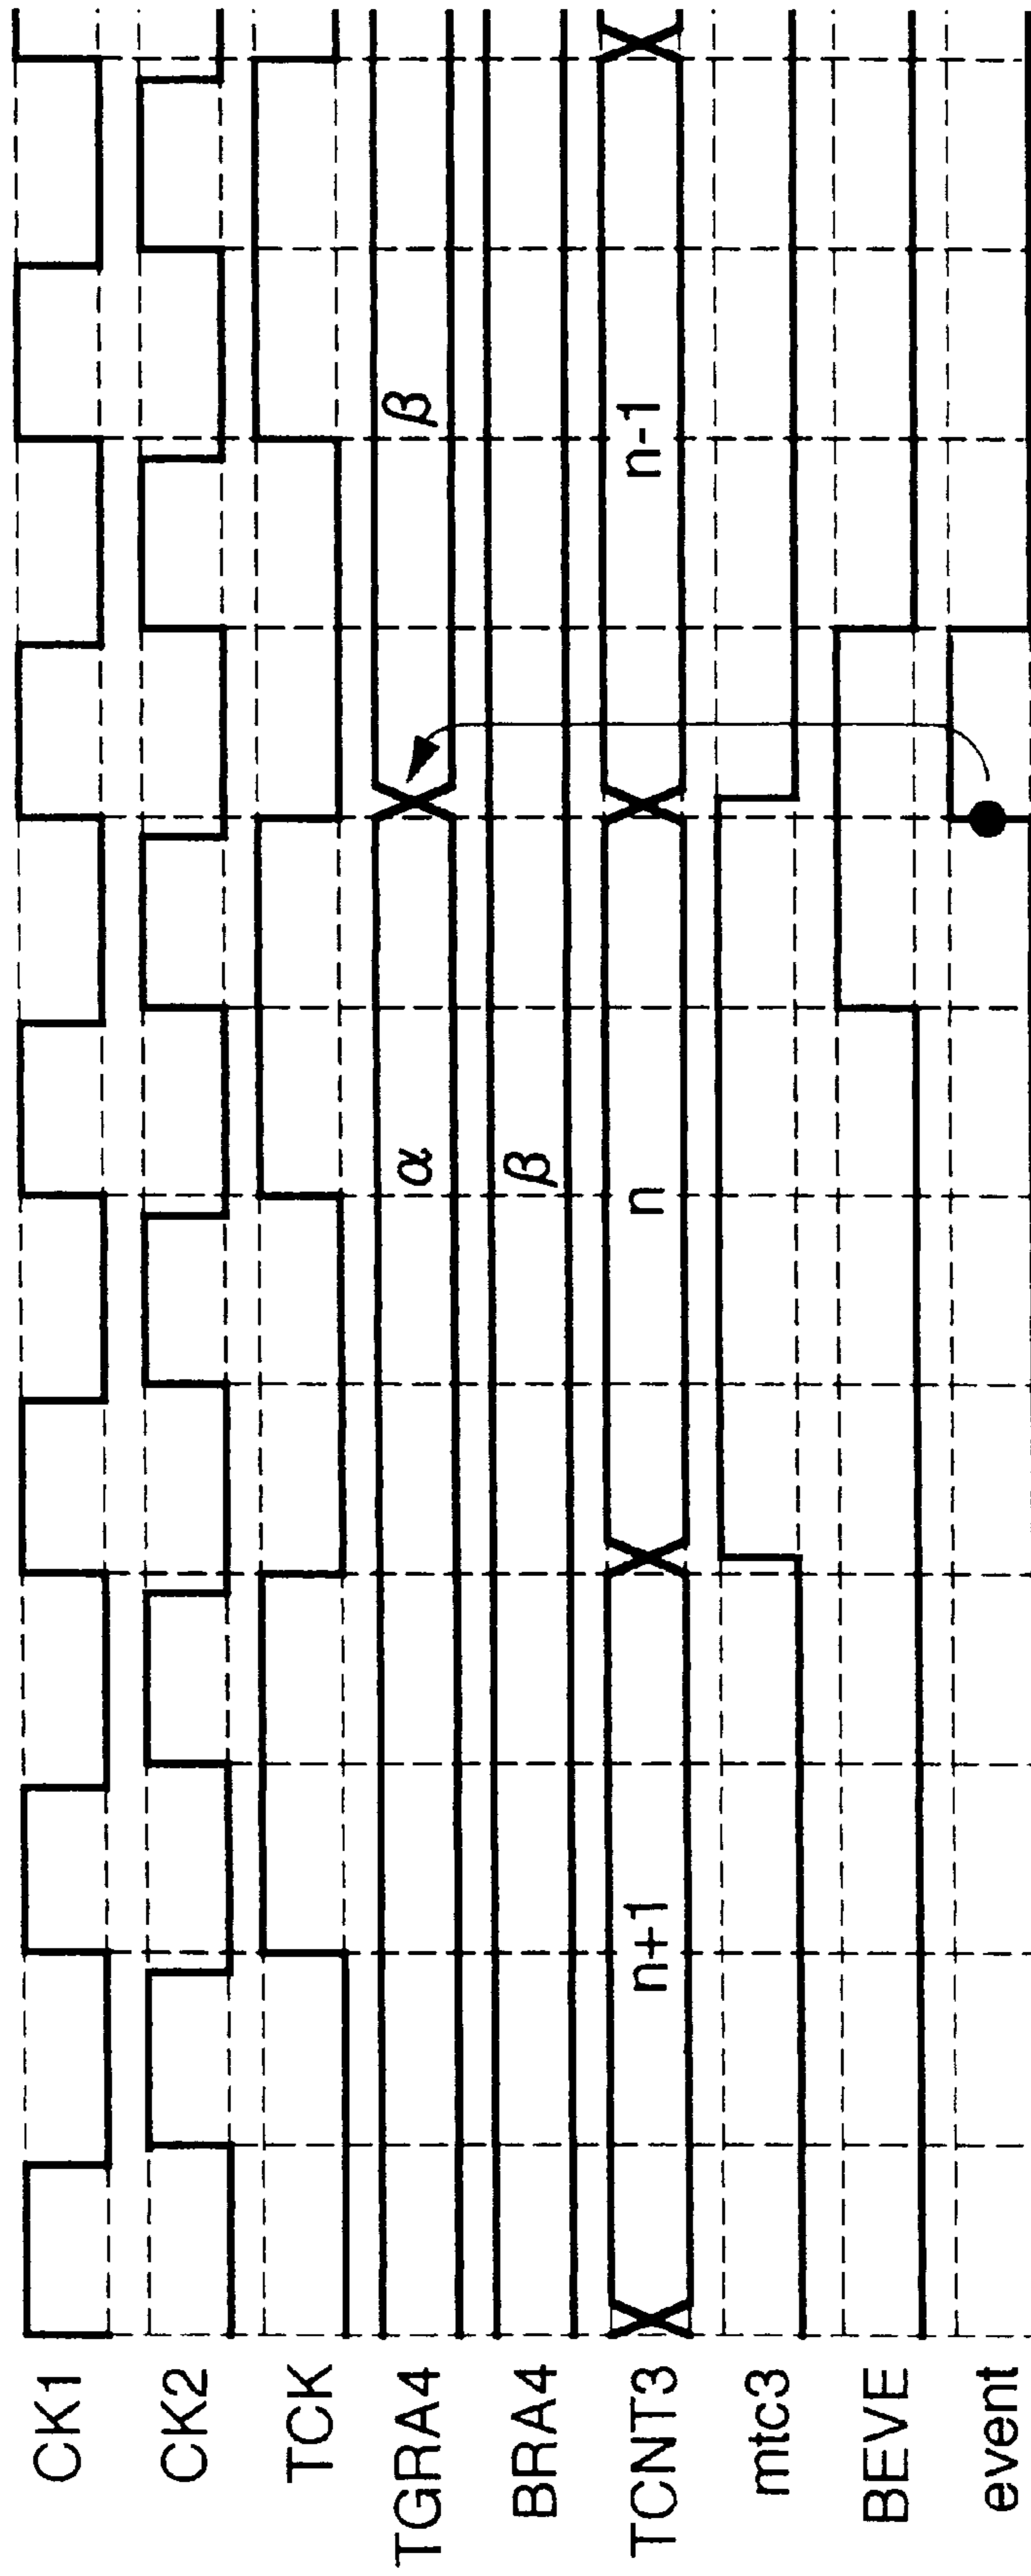 CK1
CK2
TCK
TGRA4 α β
BRA4 β
TCNT3 n+1 n n-1
mtc3
BEVE
event